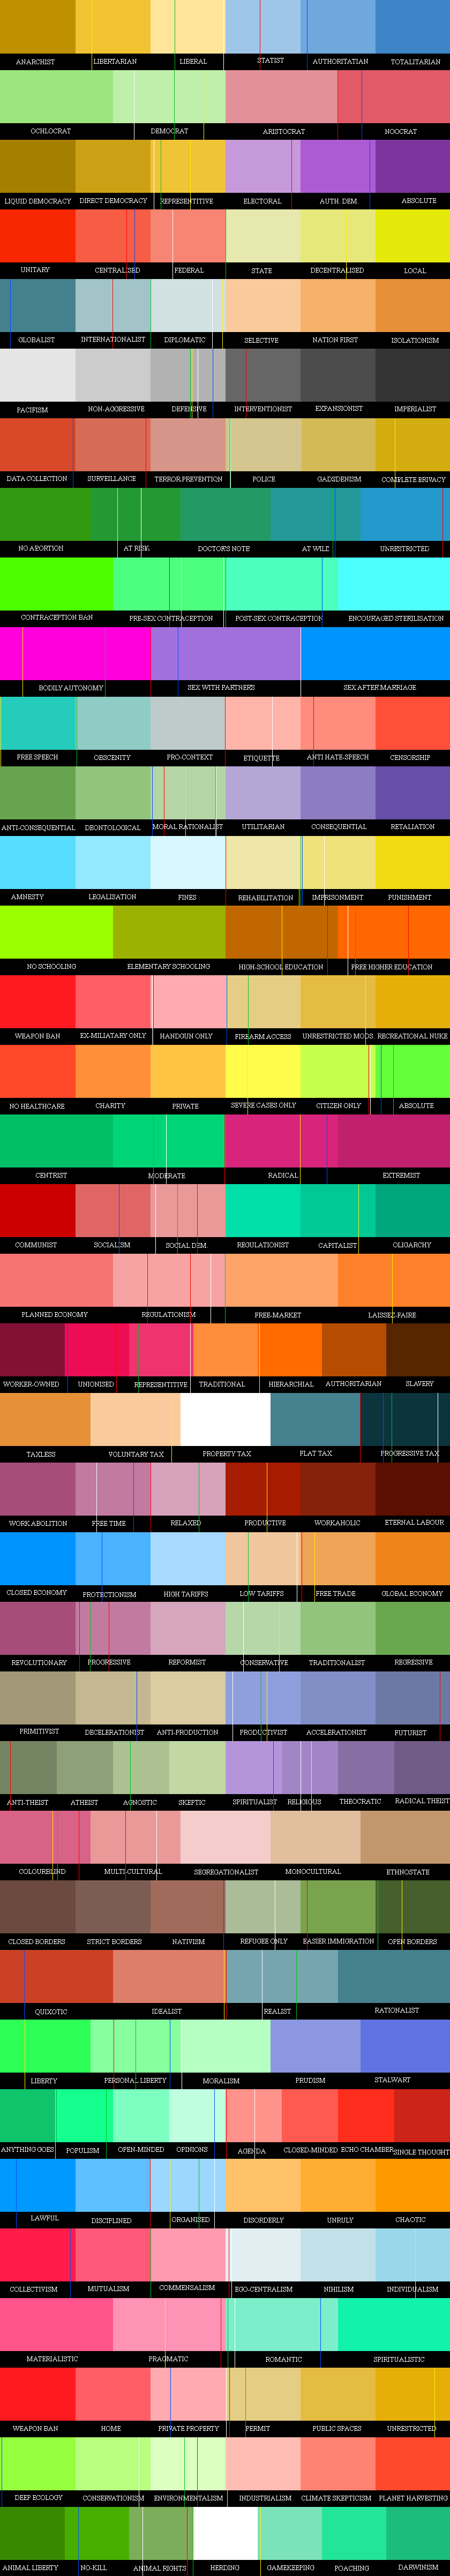 ANARCHIST LIBERTARIAN LIBERAL STATIST AUTHORITATIAN TOTALITARIAN
OCHLOCRAT DEMOCRAT ARISTOCRAT NOOCRAT
LIQUID DEMOCRACY DIRECT DEMOCRACY REPRESENTITIVE ELECTORAL AUTH. DEM. ABSOLUTE
UNITARY CENTRALISED FEDERAL STATE DECENTRALISED LOCAL
GLOBALIST INTERNATIONALIST DIPLOMATIC SELECTIVE NATION FIRST ISOLATIONISM
PACIFISM NON-AGGRESSIVE DEFENSIVE INTERVENTIONIST EXPANSIONIST IMPERIALIST
DATA COLLECTION SURVEILLANCE TERROR PREVENTION POLICE GADSDENISM COMPLETE PRIVACY
NO ABORTION AT RISK DOCTOR'S NOTE AT WILL UNRESTRICTED
CONTRACEPTION BAN PRE-SEX CONTRACEPTION POST-SEX CONTRACEPTION ENCOURAGED STERILISATION
BODILY AUTONOMY SEX WITH PARTNERS SEX AFTER MARRIAGE
FREE SPEECH OBSCENITY PRO-CONTEXT ETIQUETTE ANTI HATE-SPEECH CENSORSHIP
ANTI-CONSEQUENTIAL DEONTOLOGICAL MORAL RATIONALIST UTILITARIAN CONSEQUENTIAL RETALIATION
AMNESTY LEGALISATION FINES REHABILITATION IMPRISONMENT PUNISHMENT
NO SCHOOLING ELEMENTARY SCHOOLING HIGH-SCHOOL EDUCATION FREE HIGHER EDUCATION
WEAPON BAN EX-MILIATARY ONLY HANDGUN ONLY FIREARM ACCESS UNRESTRICTED MODS RECREATIONAL NUKE
NO HEALTHCARE CHARITY PRIVATE SEVERE CASES ONLY CITIZEN ONLY ABSOLUTE
CENTRIST MODERATE RADICAL EXTREMIST
COMMUNIST SOCIALISM SOCIAL DEM. REGULATIONIST CAPITALIST OLIGARCHY
PLANNED ECONOMY REGULATIONISM FREE-MARKET LAISSEZ-FAIRE
WORKER-OWNED UNIONISED REPRESENTITIVE TRADITIONAL HIERARCHIAL AUTHORITARIAN SLAVERY
TAXLESS VOLUNTARY TAX PROPERTY TAX FLAT TAX PROGRESSIVE TAX
WORK ABOLITION FREE TIME RELAXED PRODUCTIVE WORKAHOLIC ETERNAL LABOUR
CLOSED ECONOMY PROTECTIONISM HIGH TARIFFS LOW TARIFFS FREE TRADE GLOBAL ECONOMY
REVOLUTIONARY PROGRESSIVE REFORMIST CONSERVATIVE TRADITIONALIST REGRESSIVE
PRIMITIVIST DECELERATIONIST ANTI-PRODUCTION PRODUCTIVIST ACCELERATIONIST FUTURIST
ANTI-THEIST ATHEIST AGNOSTIC SKEPTIC SPIRITUALIST RELIGIOUS THEOCRATIC RADICAL THEIST
COLOURBLIND MULTI-CULTURAL SEGREGATIONALIST MONOCULTURAL ETHNOSTATE
CLOSED BORDERS STRICT BORDERS NATIVISM REFUGEE ONLY EASIER IMMIGRATION OPEN BORDERS
QUIXOTIC IDEALIST REALIST RATIONALIST
LIBERTY PERSONAL LIBERTY MORALISM PRUDISM STALWART
ANYTHING GOES POPULISM OPEN-MINDED OPINIONS AGENDA CLOSED-MINDED ECHO CHAMBER SINGLE THOUGHT
LAWFUL DISCIPLINED ORGANISED DISORDERLY UNRULY CHAOTIC
COLLECTIVISM MUTUALISM COMMENSALISM EGO-CENTRALISM NIHILISM INDIVIDUALISM
MATERIALISTIC PRAGMATIC ROMANTIC SPIRITUALISTIC
WEAPON BAN HOME PRIVATE PROPERTY PERMIT PUBLIC SPACES UNRESTRICTED
DEEP ECOLOGY CONSERVATIONISM ENVIRONMENTALISM INDUSTRIALISM CLIMATE SKEPTICISM PLANET HARVESTING
ANIMAL LIBERTY NO-KILL ANIMAL RIGHTS HERDING GAMEKEEPING POACHING DARWINISM